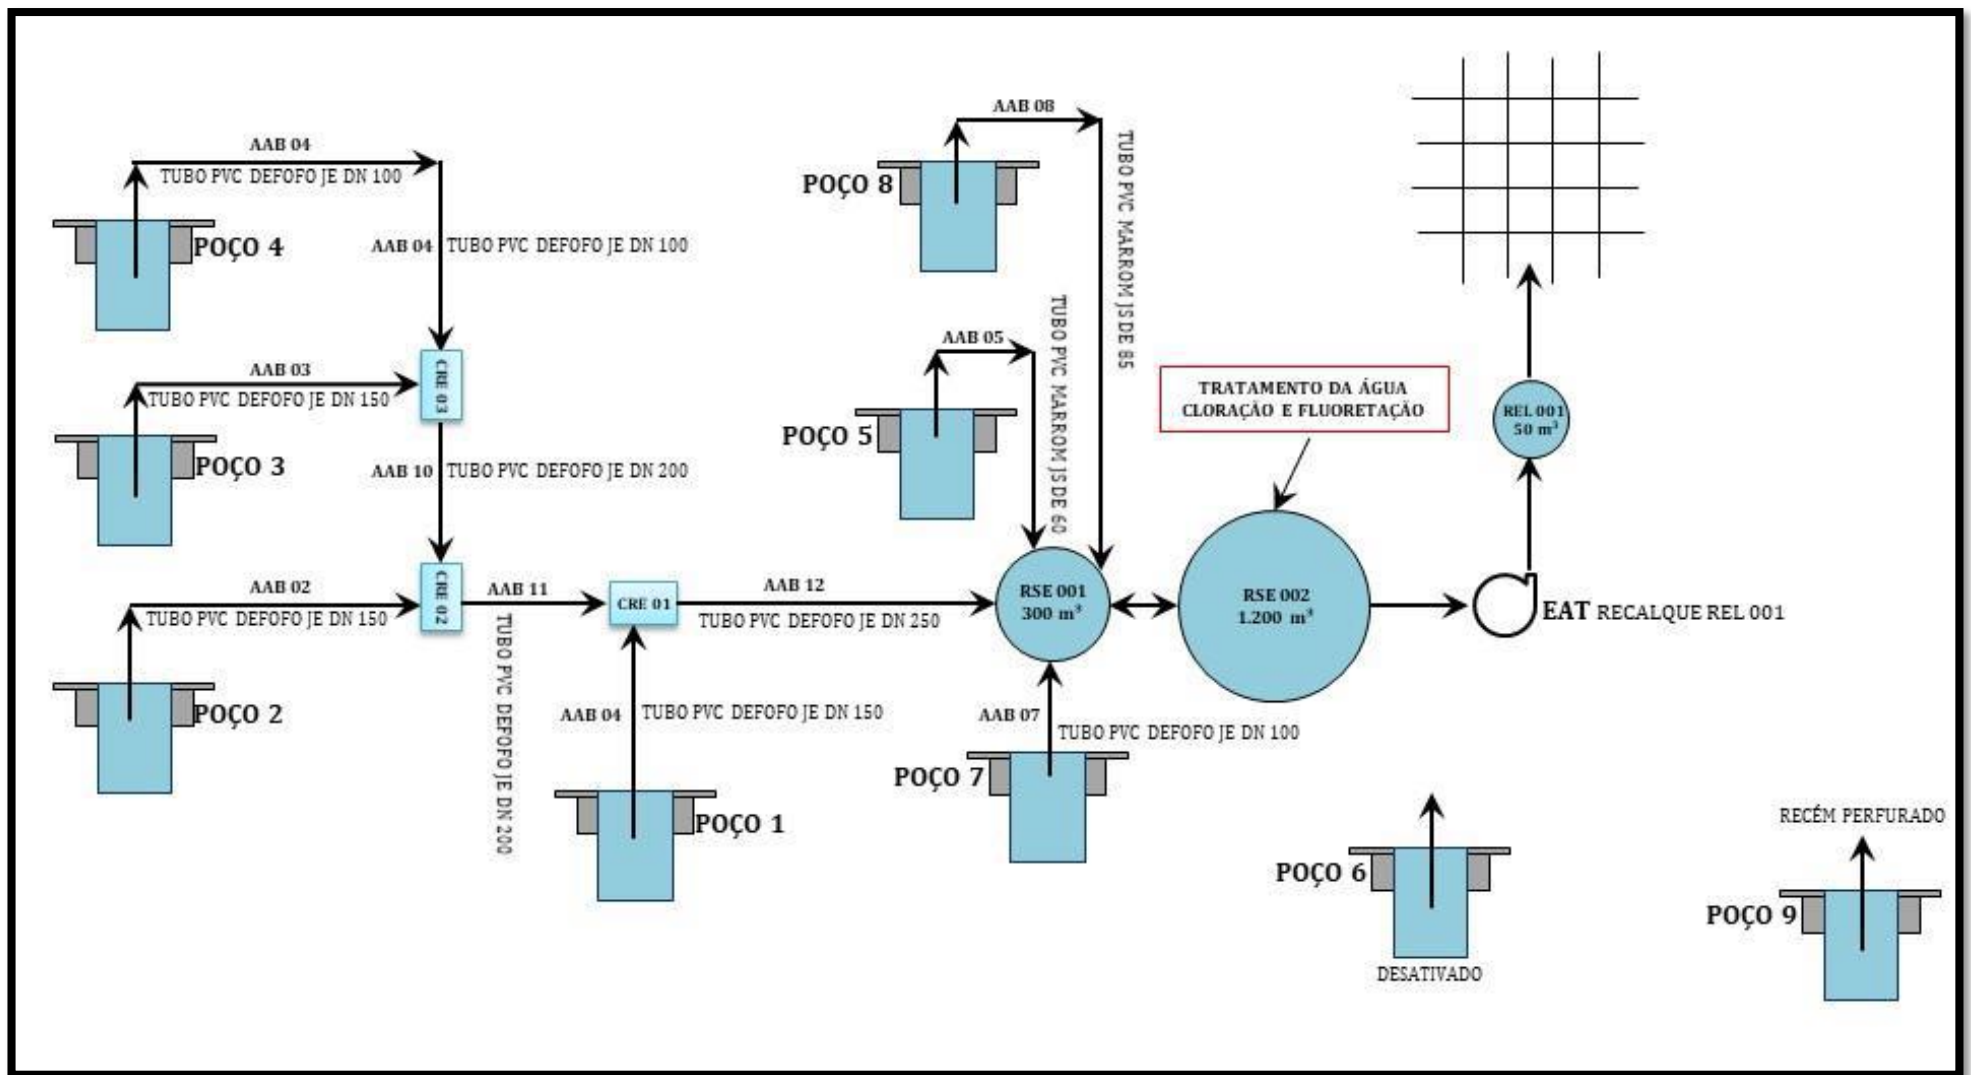 AAB 04
TUBO PVC DEFOFO JE DN 100
POÇO 4
AAB 04
TUBO PVC DEFOFO JE DN 100
AAB 03
TUBO PVC DEFOFO JE DN 150
POÇO 3
CRE 03
AAB 10
TUBO PVC DEFOFO JE DN 200
AAB 02
TUBO PVC DEFOFO JE DN 150
POÇO 2
CRE 02
AAB 11
TUBO PVC DEFOFO JE DN 200
CRE 01
AAB 04
TUBO PVC DEFOFO JE DN 150
POÇO 1
AAB 12
TUBO PVC DEFOFO JE DN 250
AAB 08
POÇO 8
TUBO PVC MARROM JS DE 85
AAB 05
POÇO 5
TUBO PVC MARROM JS DE 60
RSE 001
300 m³
AAB 07
TUBO PVC DEFOFO JE DN 100
POÇO 7
TRATAMENTO DA ÁGUA
CLORAÇÃO E FLUORETAÇÃO
RSE 002
1.200 m³
REL 001
50 m³
EAT RECALQUE REL 001
POÇO 6
DESATIVADO
RECÉM PERFURADO
POÇO 9